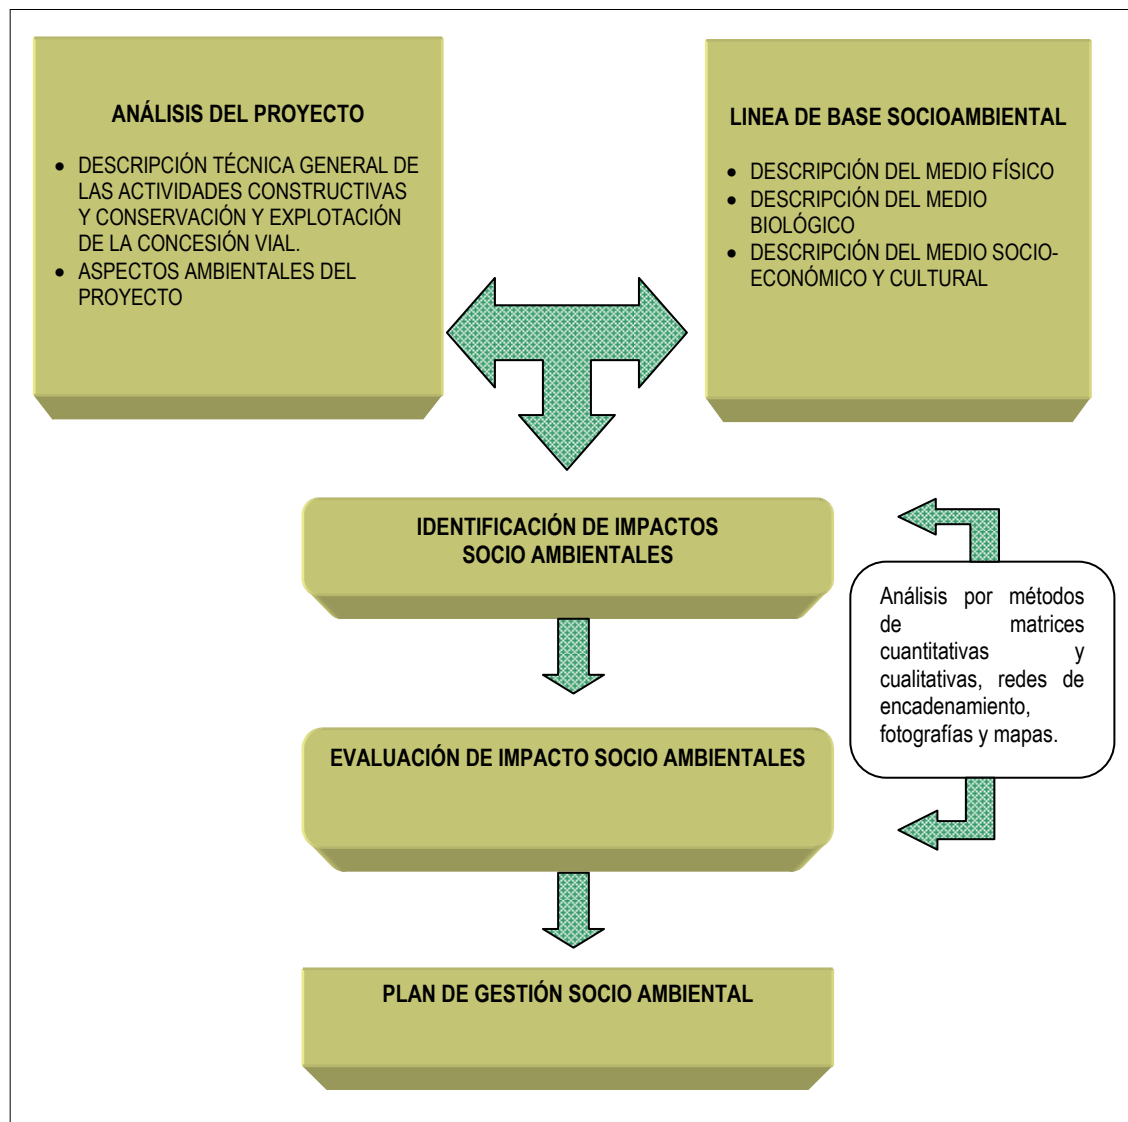 ANÁLISIS DEL PROYECTO
• DESCRIPCIÓN TÉCNICA GENERAL DE
LAS ACTIVIDADES CONSTRUCTIVAS
Y CONSERVACIÓN Y EXPLOTACIÓN
DE LA CONCESIÓN VIAL.
• ASPECTOS AMBIENTALES DEL
PROYECTO
LINEA DE BASE SOCIOAMBIENTAL
• DESCRIPCIÓN DEL MEDIO FÍSICO
• DESCRIPCIÓN DEL MEDIO
BIOLÓGICO
• DESCRIPCIÓN DEL MEDIO SOCIO-
ECONÓMICO Y CULTURAL
IDENTIFICACIÓN DE IMPACTOS
SOCIO AMBIENTALES
Análisis por métodos
de matrices
cuantitativas y
cualitativas, redes de
encadenamiento,
fotografías y mapas.
EVALUACIÓN DE IMPACTO SOCIO AMBIENTALES
PLAN DE GESTIÓN SOCIO AMBIENTAL